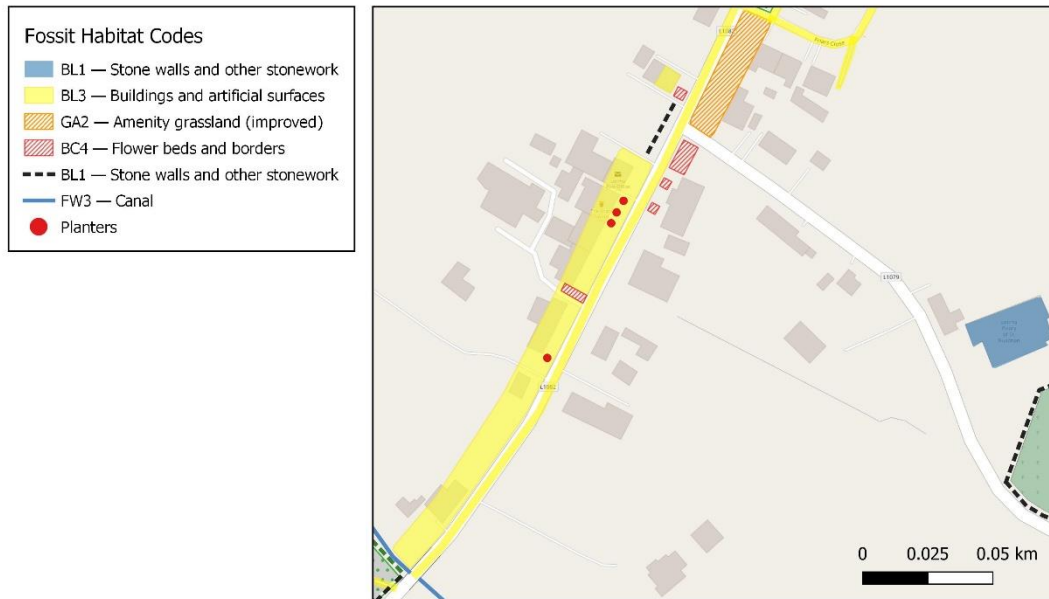 Fossit Habitat Codes
BL1 — Stone walls and other stonework
BL3 — Buildings and artificial surfaces
GA2 — Amenity grassland (improved)
BC4 — Flower beds and borders
BL1 — Stone walls and other stonework
FW3 — Canal
Planters
Friary Close
L1079
0 0.025 0.05 km